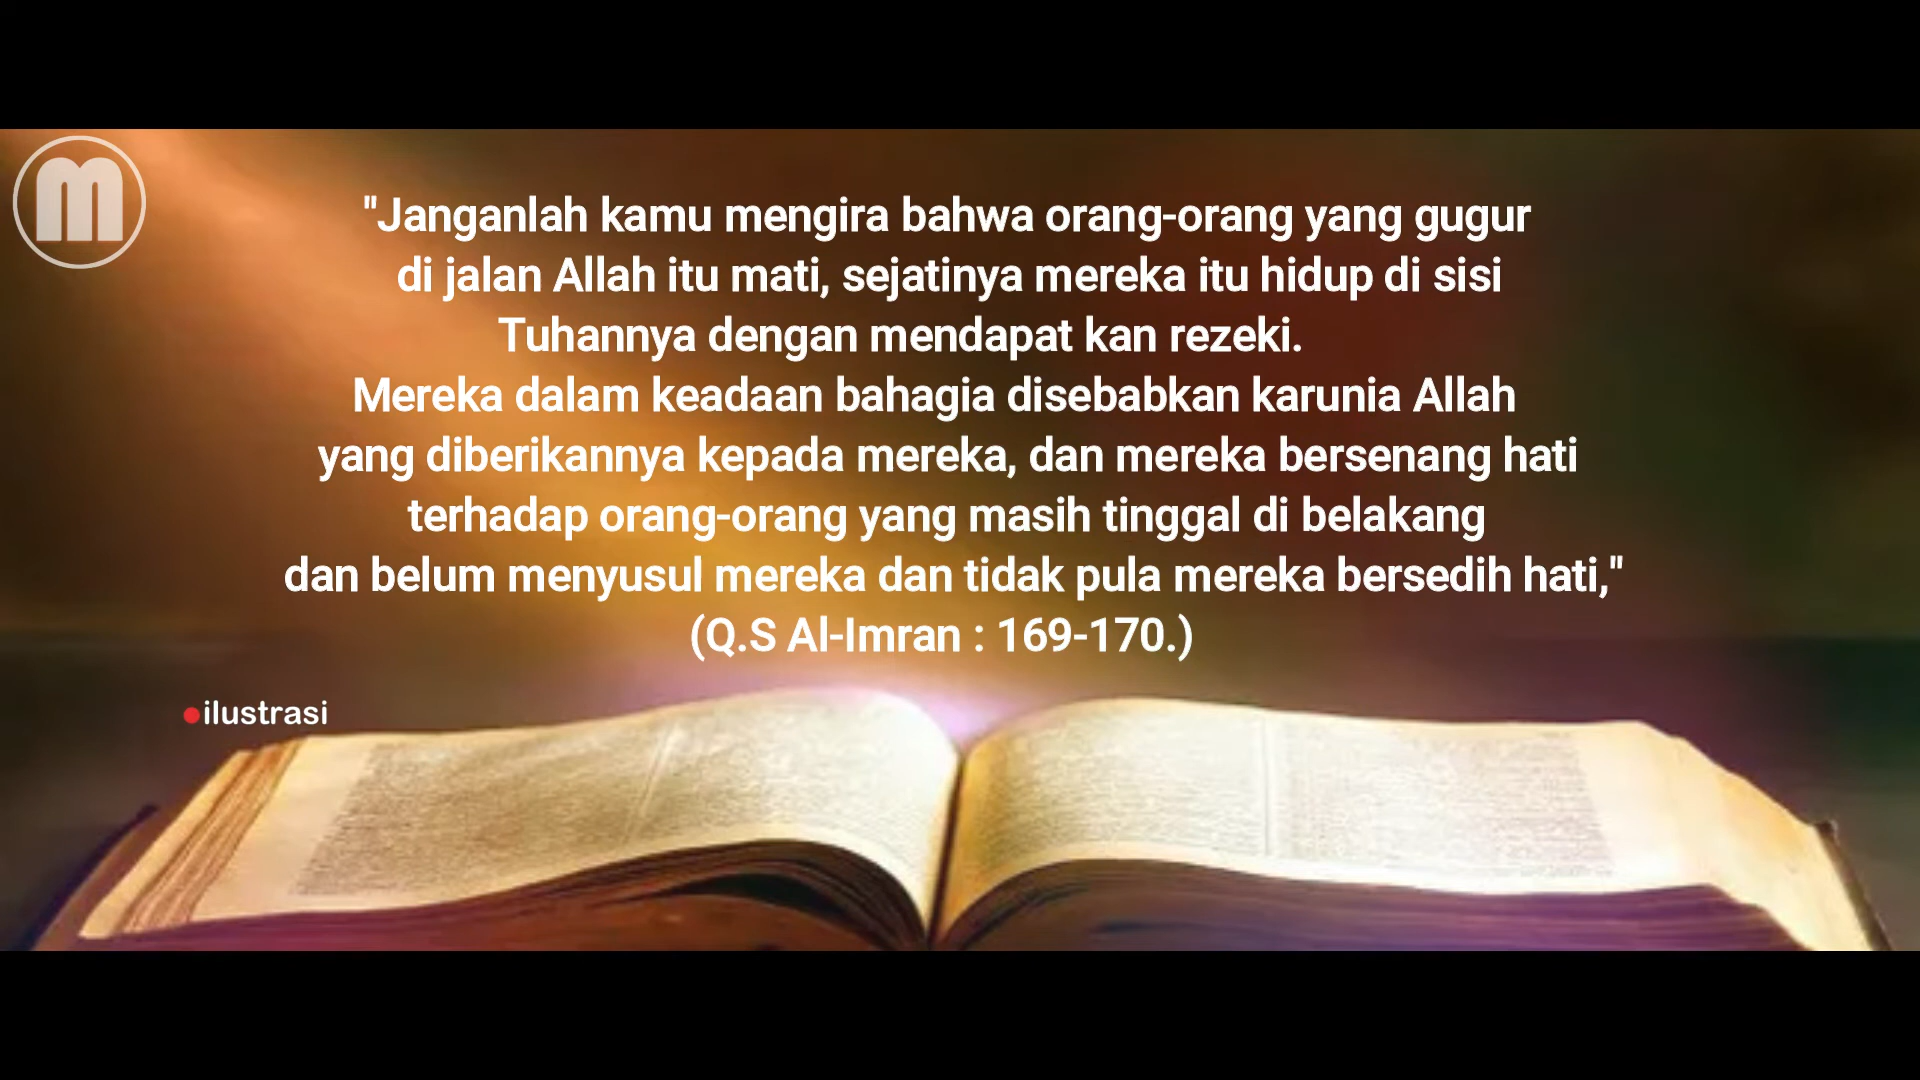 m
"Janganlah kamu mengira bahwa orang-orang yang gugur
di jalan Allah itu mati, sejatinya mereka itu hidup di sisi
Tuhannya dengan mendapat kan rezeki.
Mereka dalam keadaan bahagia disebabkan karunia Allah
yang diberikannya kepada mereka, dan mereka bersenang hati
terhadap orang-orang yang masih tinggal di belakang
dan belum menyusul mereka dan tidak pula mereka bersedih hati,"
(Q.S Al-Imran : 169-170.)
ilustrasi